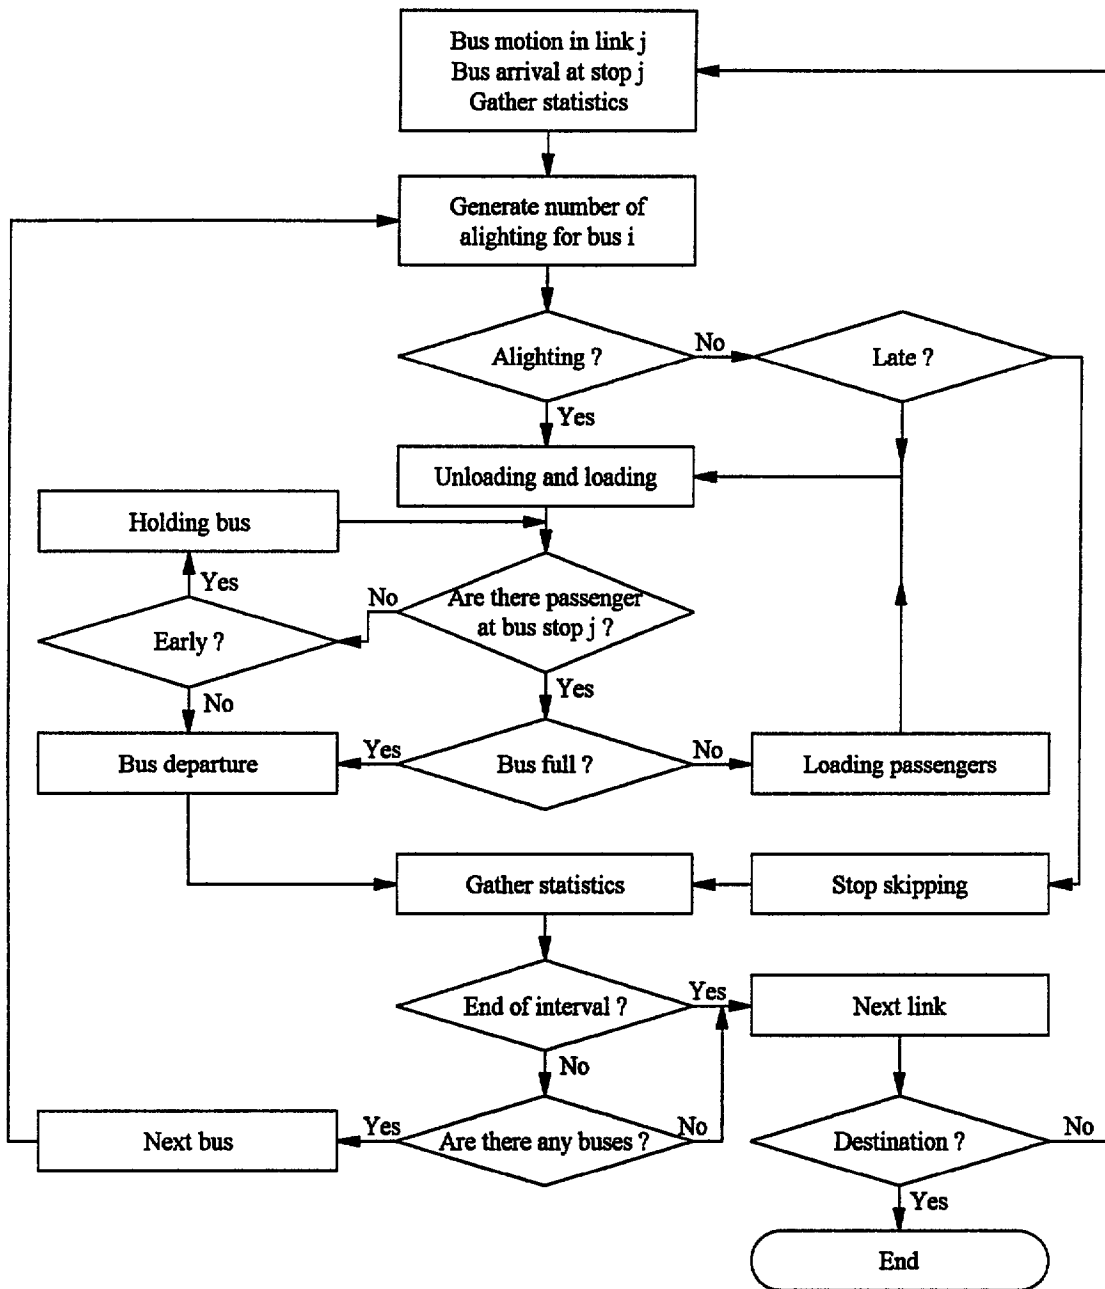 Bus motion in link j
Bus arrival at stop j
Gather statistics
Generate number of
alighting for bus i
Alighting ?
No
Late ?
Yes
Unloading and loading
Holding bus
Yes
No
Are there passenger
at bus stop j ?
Early ?
No
Yes
Bus departure
Yes
Bus full ?
No
Loading passengers
Gather statistics
Stop skipping
End of interval ?
Yes
Next link
No
Next bus
Yes
Are there any buses ?
No
Destination ?
No
Yes
End